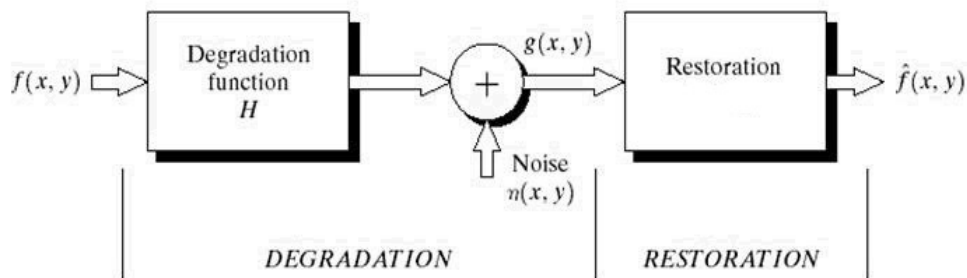 f(x, y)
Degradation
function
H
+
g(x, y)
Noise
η(x, y)
Restoration
f̂(x, y)
DEGRADATION
RESTORATION